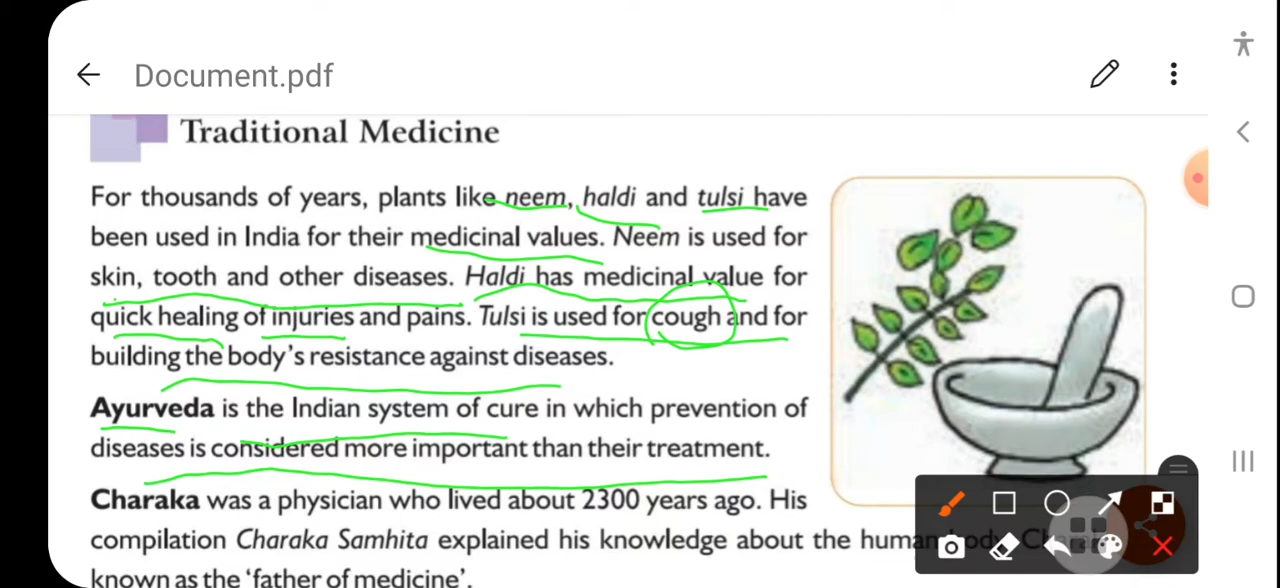 Document.pdf
Traditional Medicine
For thousands of years, plants like neem, haldi and tulsi have
been used in India for their medicinal values. Neem is used for
skin, tooth and other diseases. Haldi has medicinal value for
quick healing of injuries and pains. Tulsi is used for cough and for
building the body's resistance against diseases.
Ayurveda is the Indian system of cure in which prevention of
diseases is considered more important than their treatment.
Charaka was a physician who lived about 2300 years ago. His
compilation Charaka Samhita explained his knowledge about the human body.
known as the 'father of medicine'.